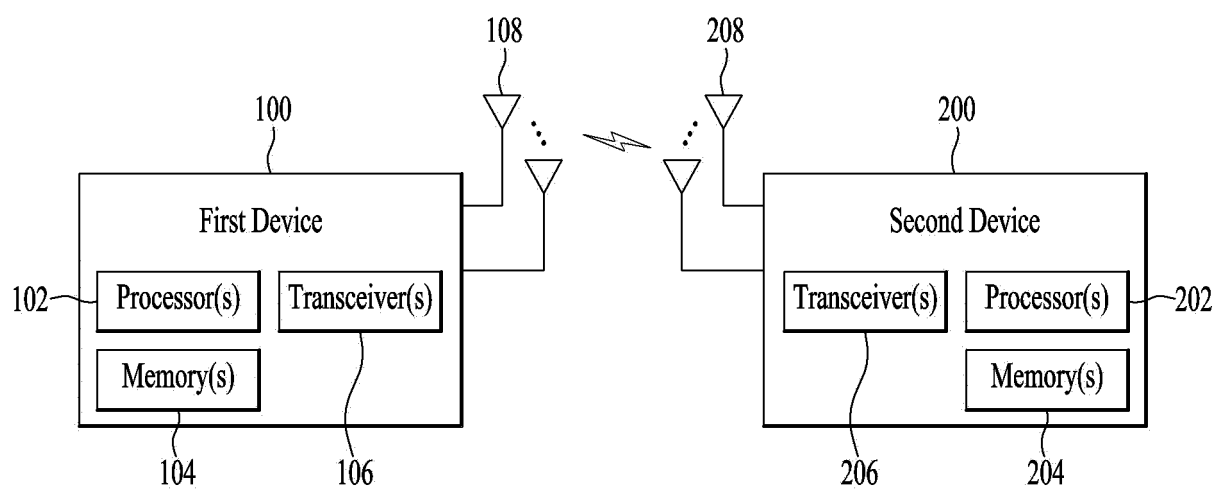 108
208
100
200
First Device
Second Device
102
Processor(s)
Transceiver(s)
Transceiver(s)
Processor(s)
202
Memory(s)
Memory(s)
104
106
206
204